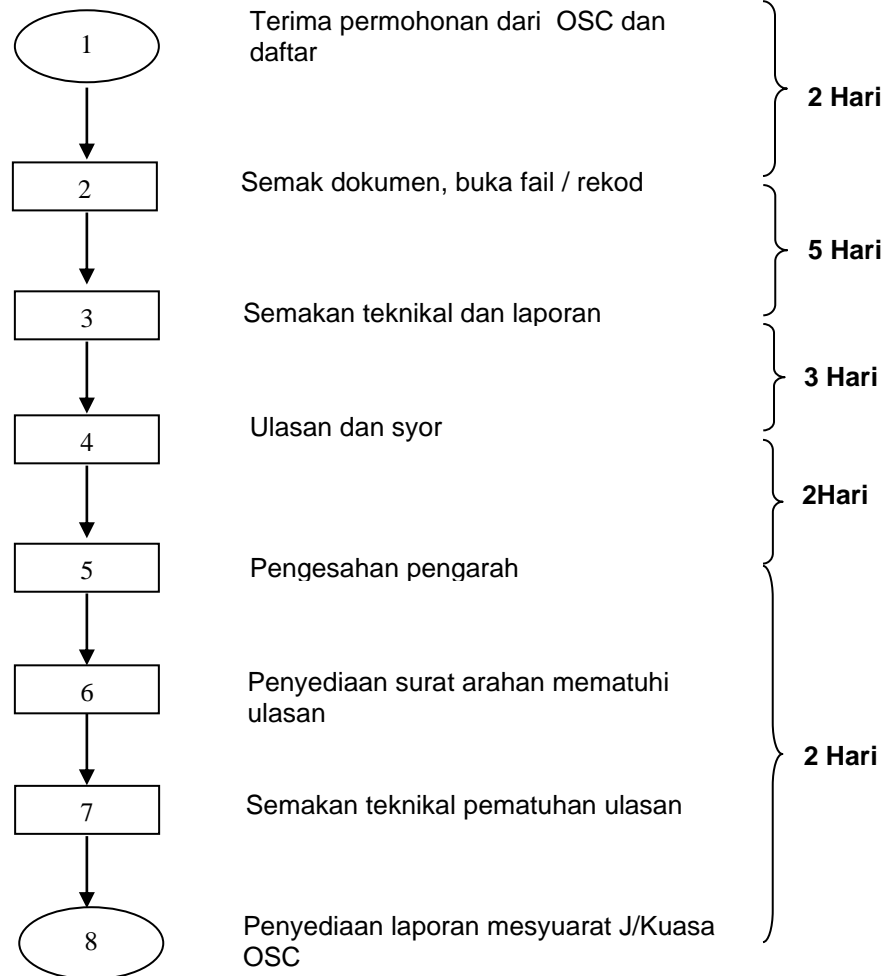 1
Terima permohonan dari OSC dan
daftar
2 Hari
2
Semak dokumen, buka fail / rekod
5 Hari
3
Semakan teknikal dan laporan
3 Hari
4
Ulasan dan syor
2Hari
5
Pengesahan pengarah
6
Penyediaan surat arahan mematuhi
ulasan
2 Hari
7
Semakan teknikal pematuhan ulasan
8
Penyediaan laporan mesyuarat J/Kuasa
OSC